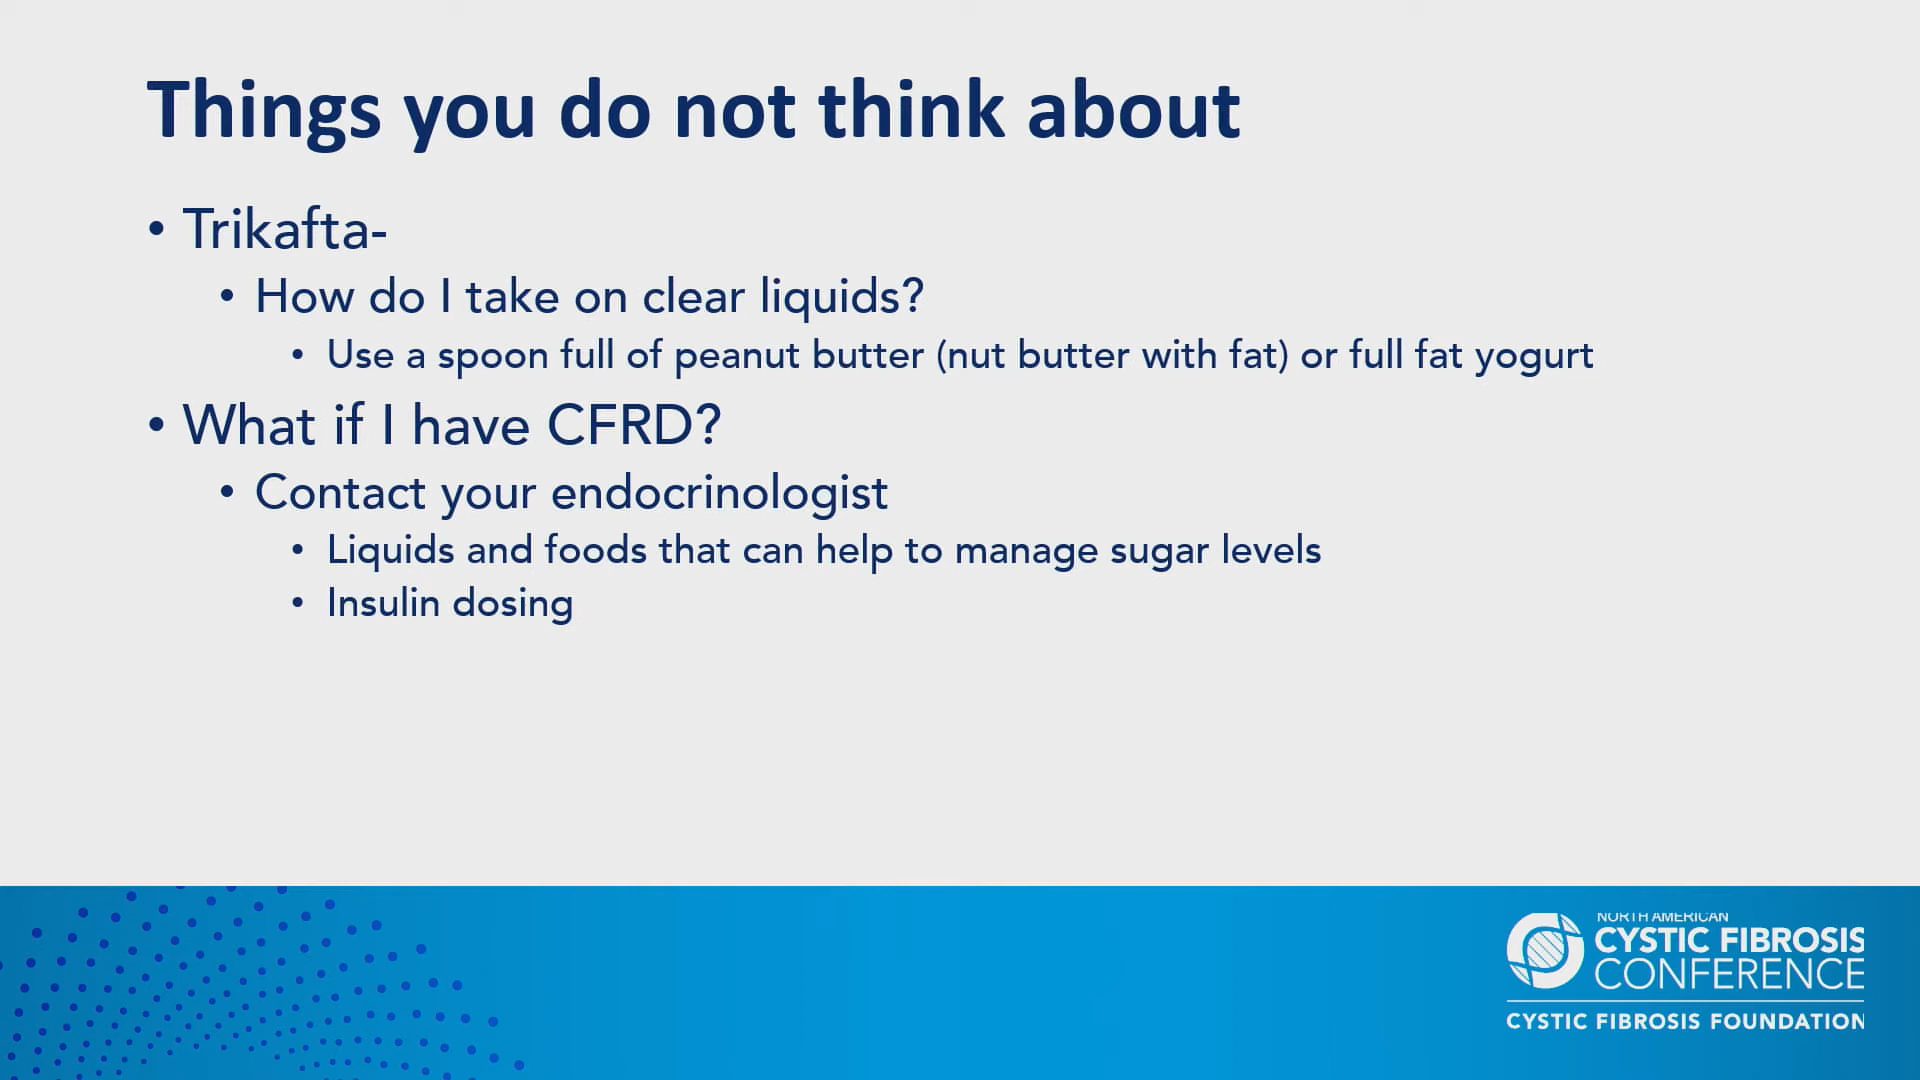 Things you do not think about
• Trikafta-
• How do I take on clear liquids?
• Use a spoon full of peanut butter (nut butter with fat) or full fat yogurt
• What if I have CFRD?
• Contact your endocrinologist
• Liquids and foods that can help to manage sugar levels
• Insulin dosing
NORTH AMERICAN
CYSTIC FIBROSIS
CONFERENCE
CYSTIC FIBROSIS FOUNDATION